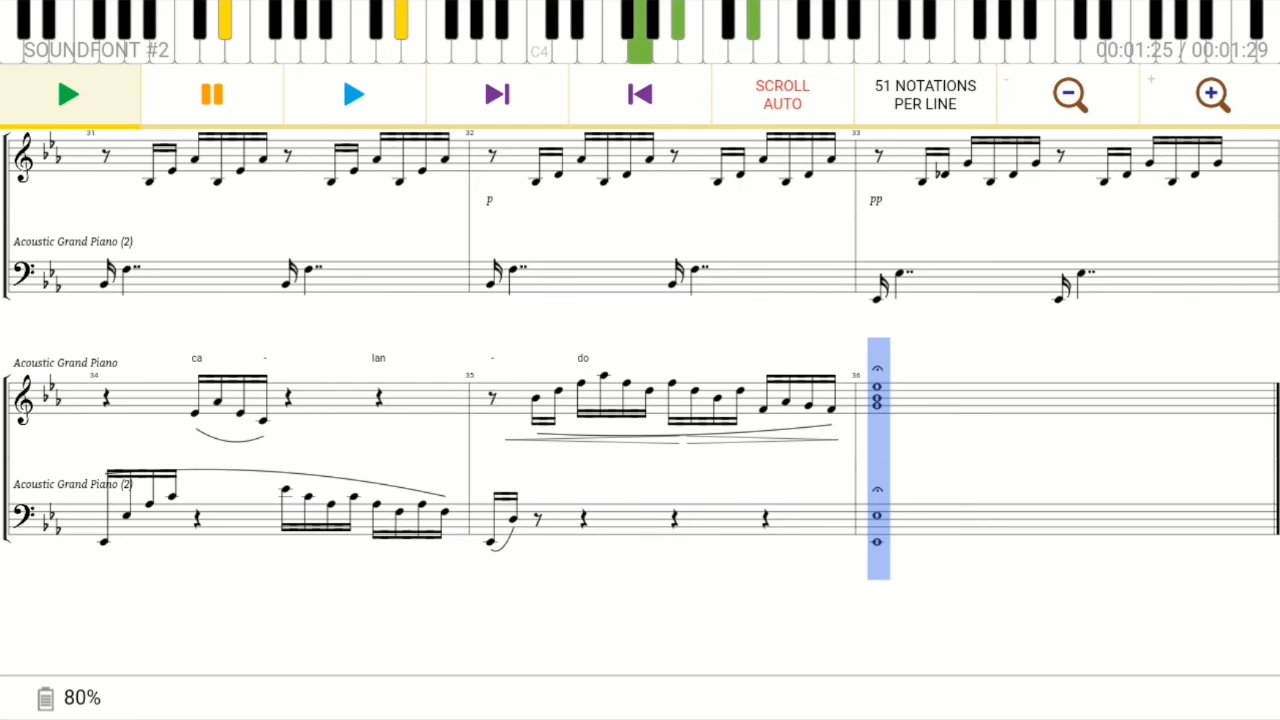 SOUNDFONT #2
C4
00:01:25 / 00:01:29
SCROLL
AUTO
51 NOTATIONS
PER LINE
-
+
31
32
33
p
pp
Acoustic Grand Piano (2)
Acoustic Grand Piano
ca - lan - do
34
35
36
Acoustic Grand Piano (2)
80%